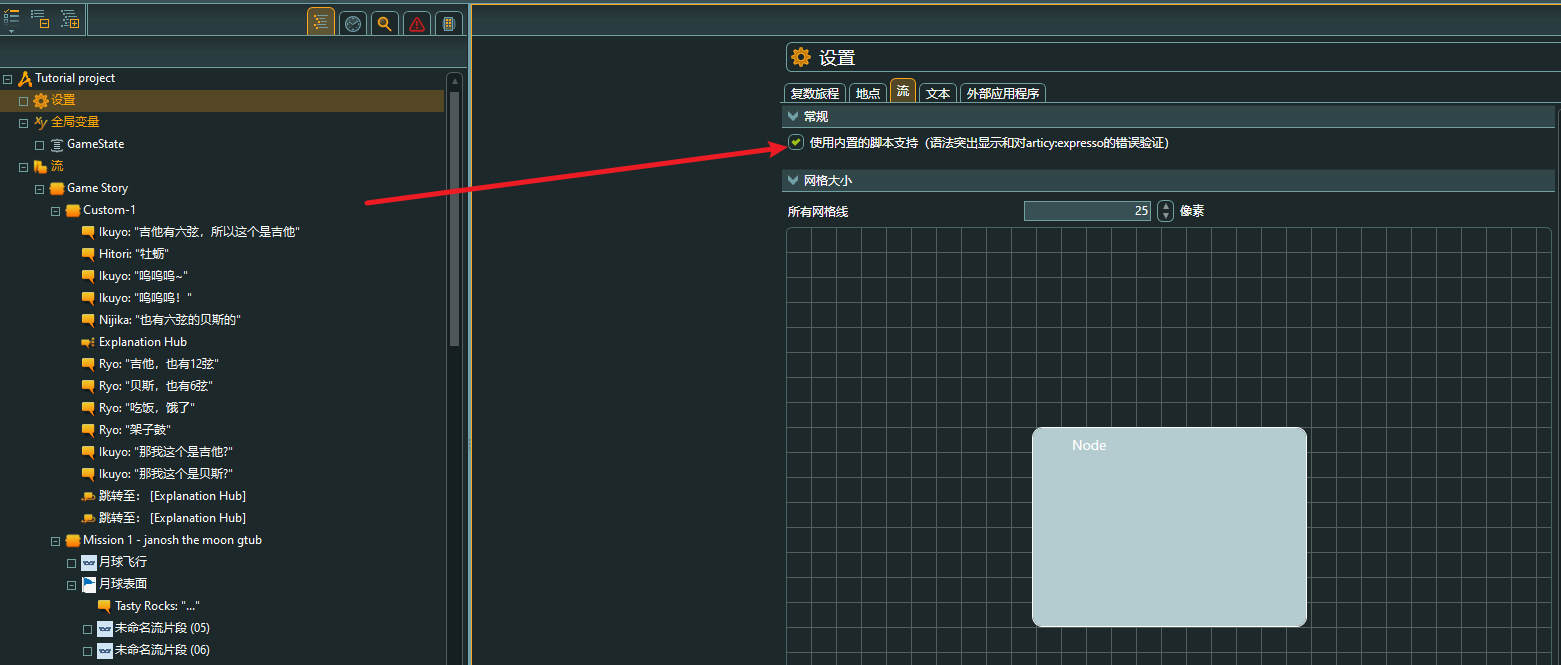 Tutorial project
设置
全局变量
GameState
流
Game Story
Custom-1
Ikuyo: "吉他有六弦，所以这个是吉他"
Hitori: "牡蛎"
Ikuyo: "呜呜呜~"
Ikuyo: "呜呜呜！"
Nijika: "也有六弦的贝斯的"
Explanation Hub
Ryo: "吉他，也有12弦"
Ryo: "贝斯，也有6弦"
Ryo: "吃饭，饿了"
Ryo: "架子鼓"
Ikuyo: "那我这个是吉他?"
Ikuyo: "那我这个是贝斯?"
跳转至： [Explanation Hub]
跳转至： [Explanation Hub]
Mission 1 - janosh the moon gtub
月球飞行
月球表面
Tasty Rocks: "..."
未命名流片段 (05)
未命名流片段 (06)
设置
复数旅程 地点 流 文本 外部应用程序
常规
使用内置的脚本支持（语法突出显示和对articy:expresso的错误验证）
网格大小
所有网格线 25 像素
Node